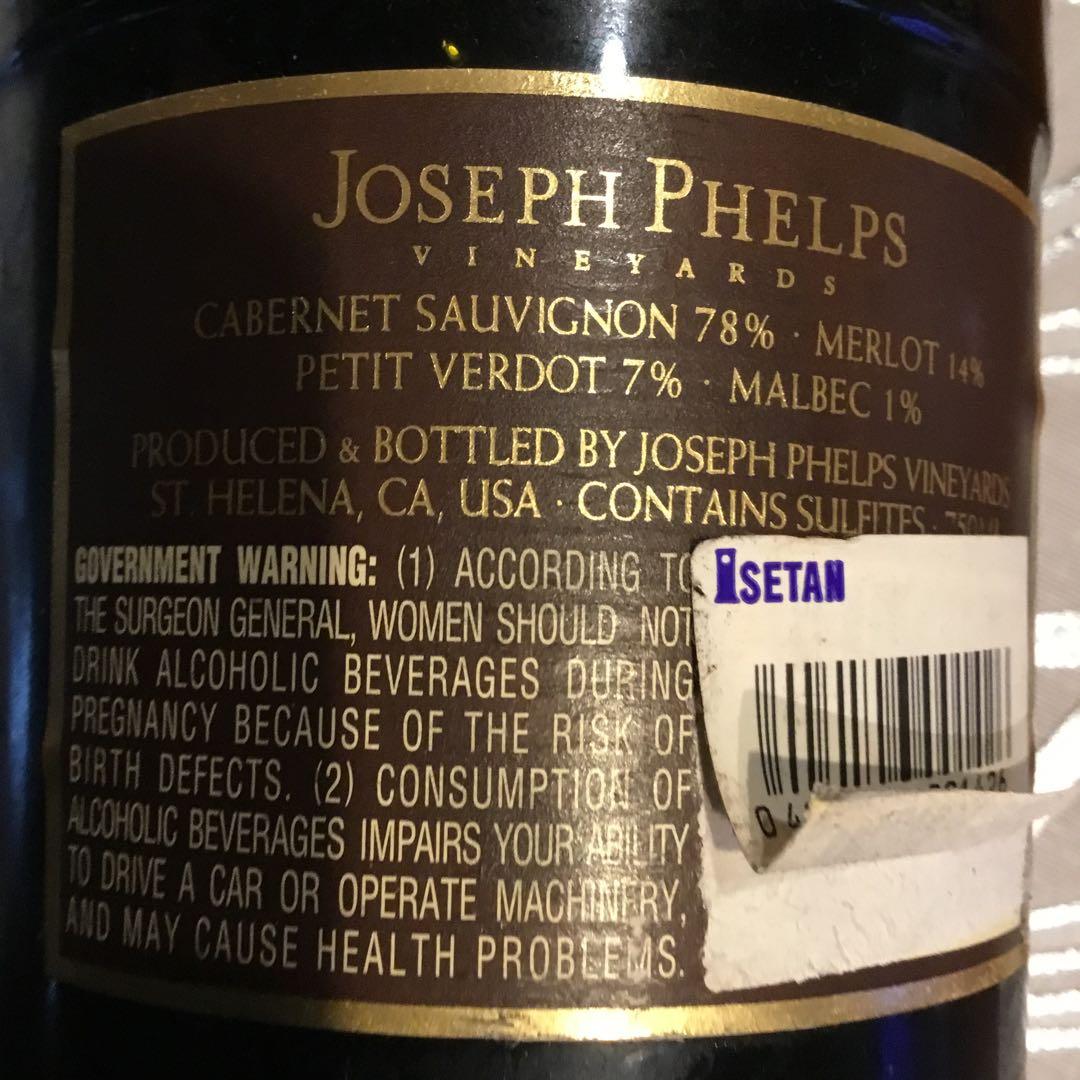 JOSEPH PHELPS
VINEYARDS
CABERNET SAUVIGNON 78% · MERLOT 14%
PETIT VERDOT 7% · MALBEC 1%
PRODUCED & BOTTLED BY JOSEPH PHELPS VINEYARDS
ST. HELENA, CA, USA · CONTAINS SULFITES · 750ML
GOVERNMENT WARNING: (1) ACCORDING TO
THE SURGEON GENERAL, WOMEN SHOULD NOT
DRINK ALCOHOLIC BEVERAGES DURING
PREGNANCY BECAUSE OF THE RISK OF
BIRTH DEFECTS. (2) CONSUMPTION OF
ALCOHOLIC BEVERAGES IMPAIRS YOUR ABILITY
TO DRIVE A CAR OR OPERATE MACHINERY,
AND MAY CAUSE HEALTH PROBLEMS.
ISETAN